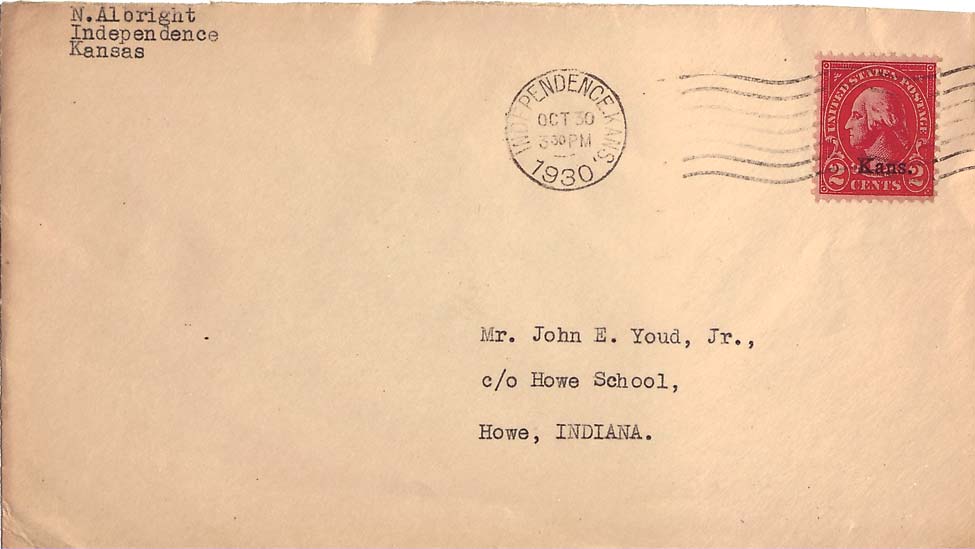 N.Albright
Independence
Kansas
INDEPENDENCE, KANS.
OCT 30
3 30 PM
1930
UNITED STATES POSTAGE
Kans.
2 CENTS 2
Mr. John E. Youd, Jr.,
c/o Howe School,
Howe, INDIANA.